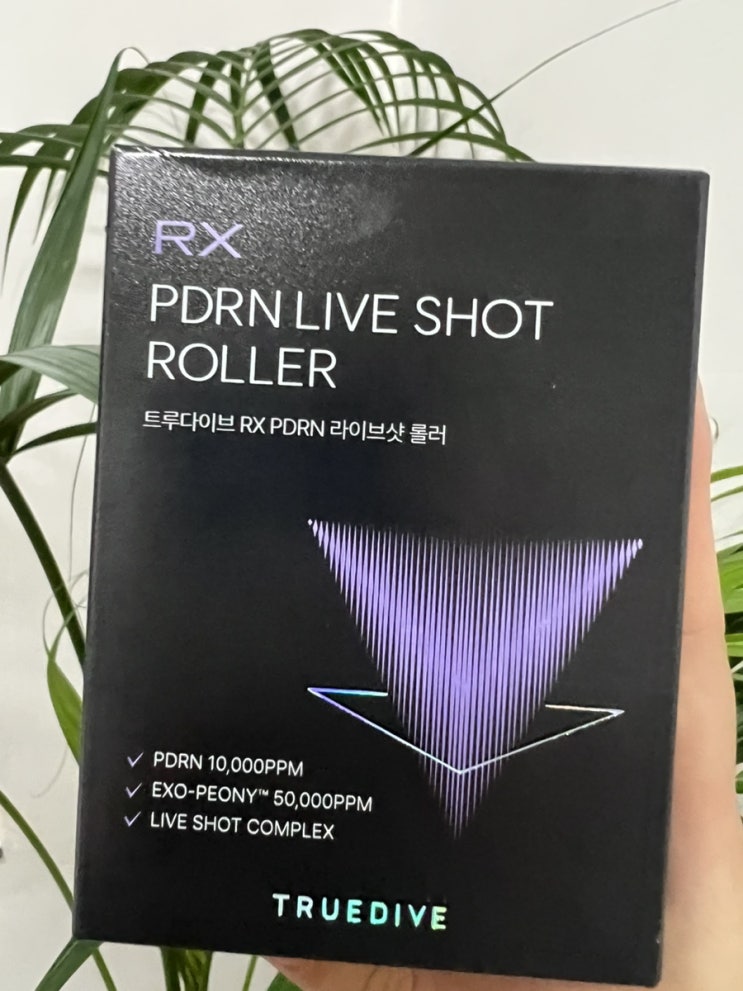 RX
PDRN LIVE SHOT
ROLLER
트루다이브 RX PDRN 라이브샷 롤러
✓ PDRN 10,000PPM
✓ EXO-PEONY™ 50,000PPM
✓ LIVE SHOT COMPLEX
TRUEDIVE